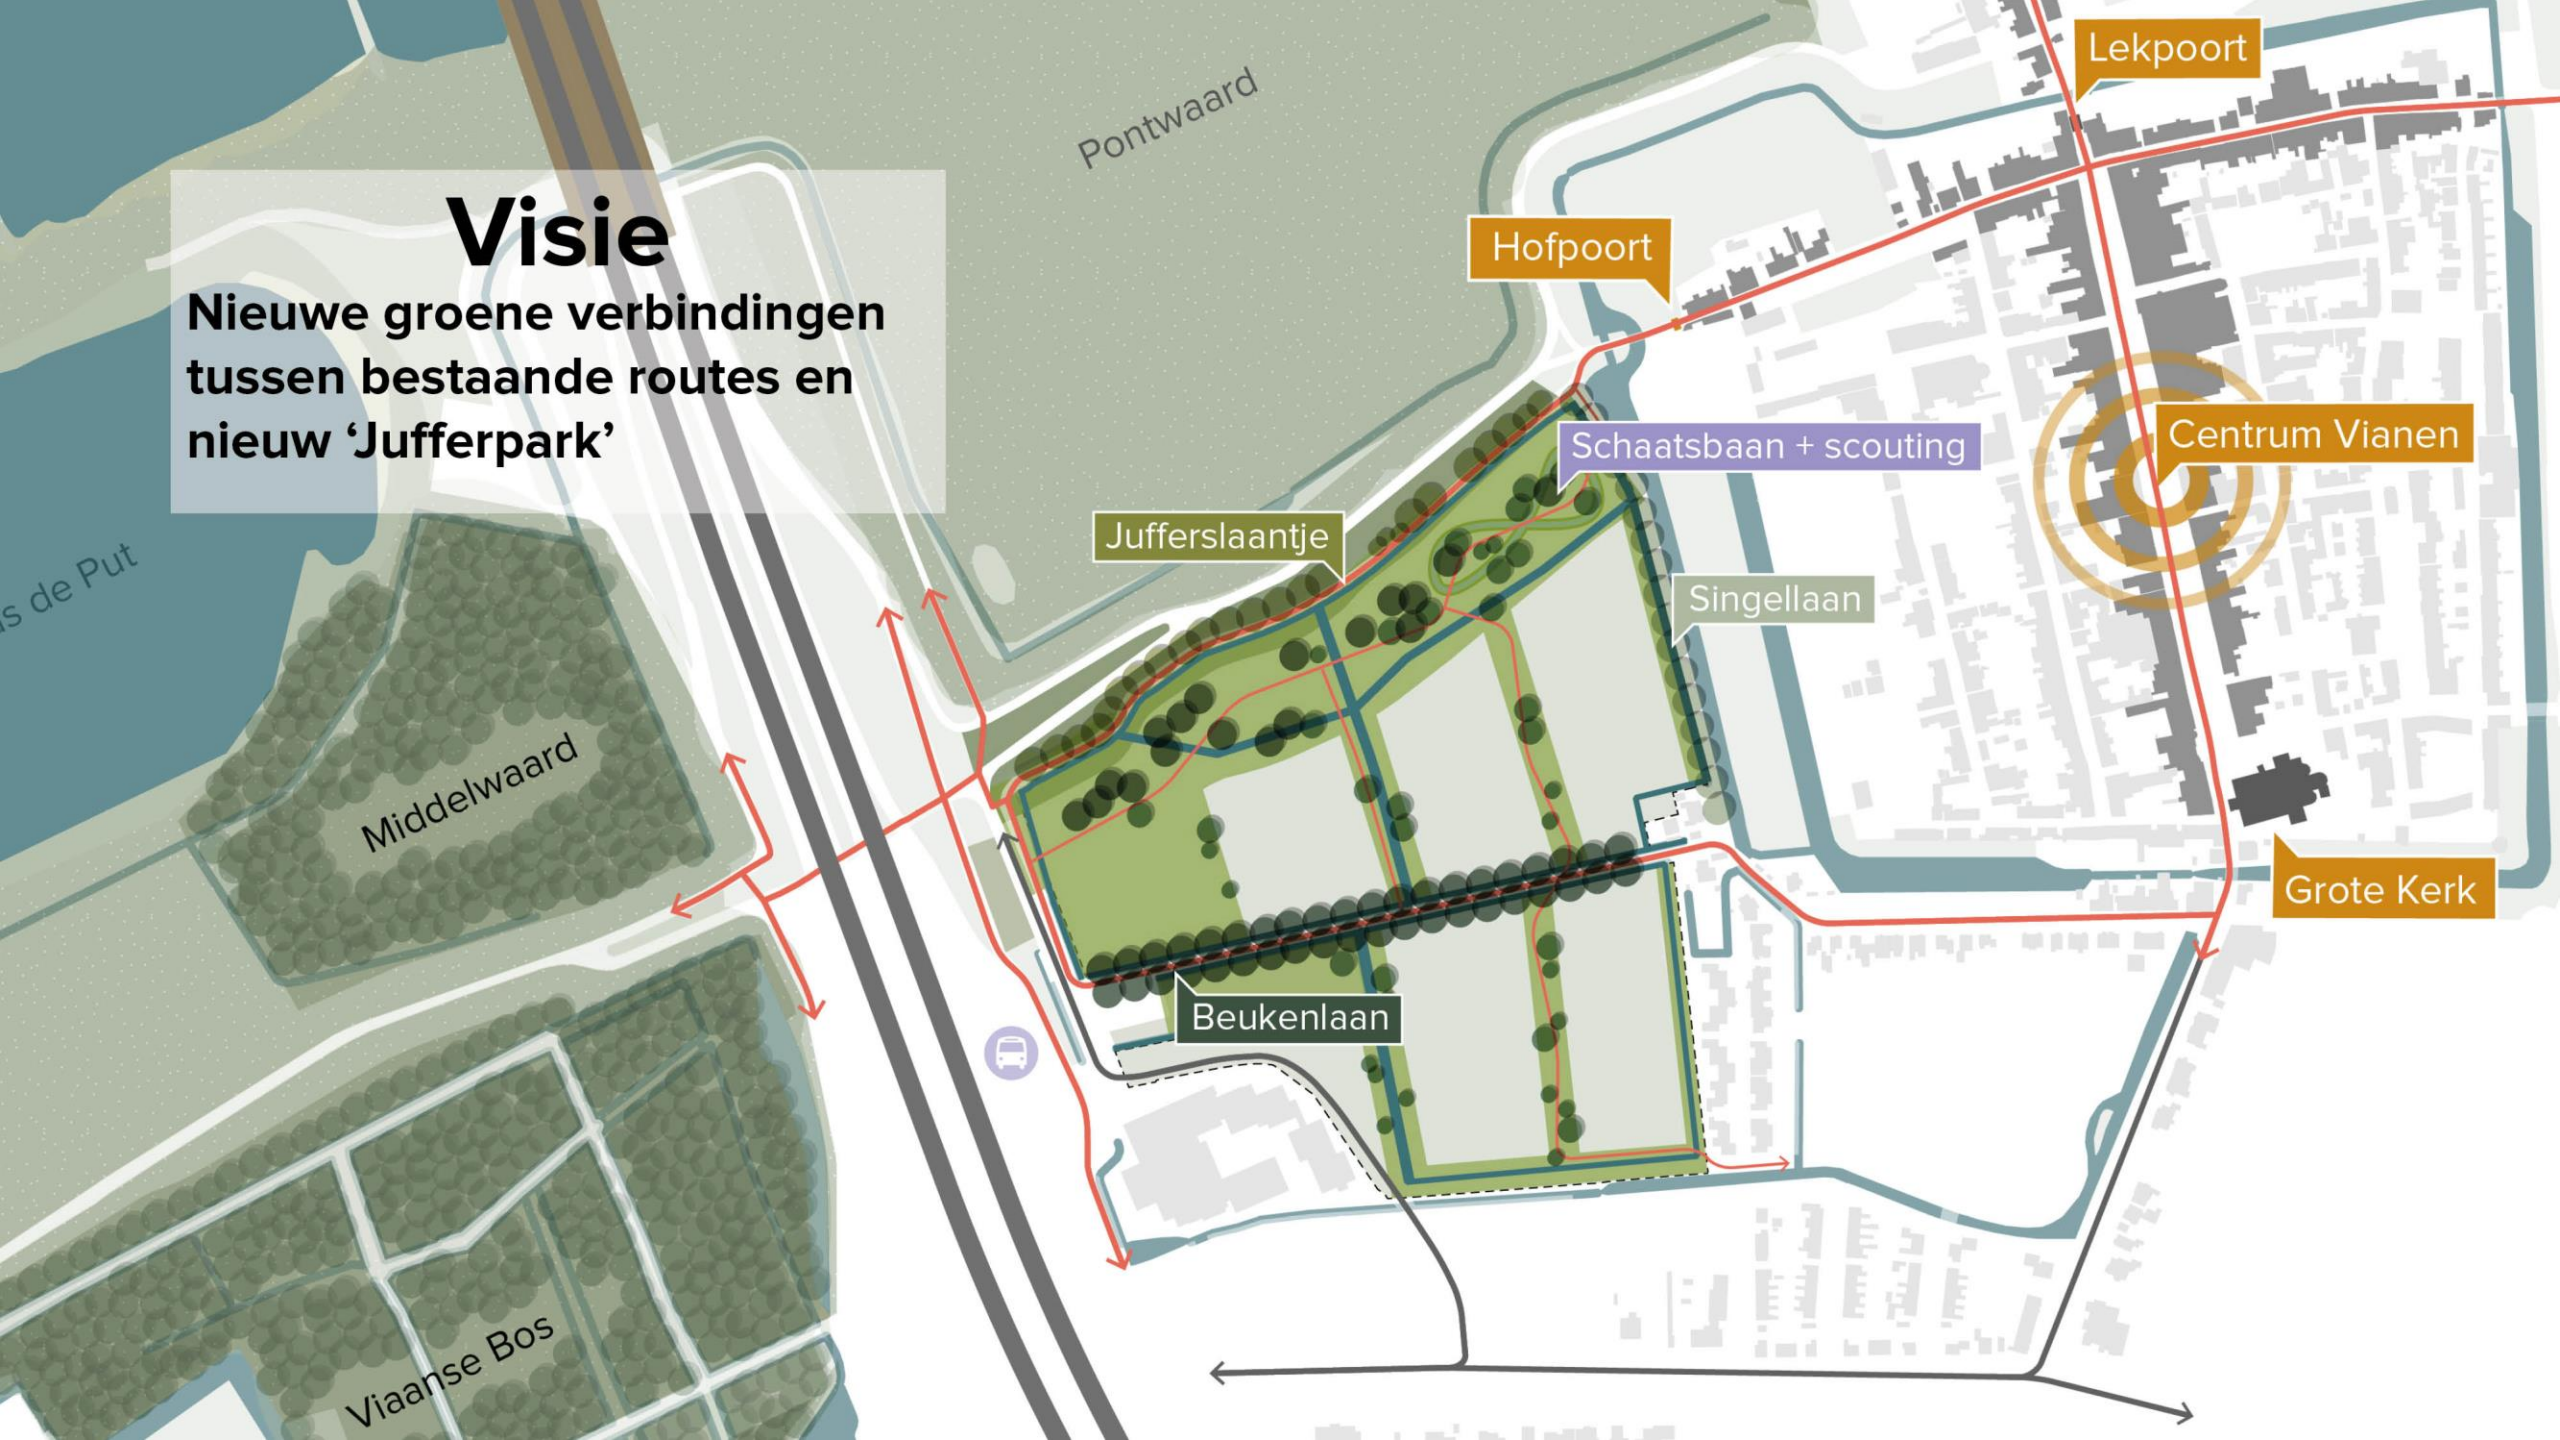 Visie
Nieuwe groene verbindingen
tussen bestaande routes en
nieuw ‘Jufferpark’
Pontwaard
Lekpoort
Hofpoort
Centrum Vianen
Schaatsbaan + scouting
Jufferslaantje
Singellaan
s de Put
Middelwaard
Grote Kerk
Beukenlaan
Viaanse Bos